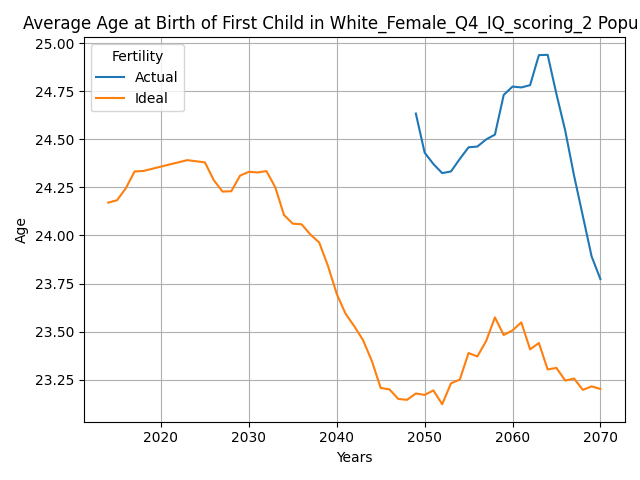 Average Age at Birth of First Child in White_Female_Q4_IQ_scoring_2 Popu
Fertility
Actual
Ideal
25.00
24.75
24.50
24.25
24.00
23.75
23.50
23.25
Age
2020 2030 2040 2050 2060 2070
Years